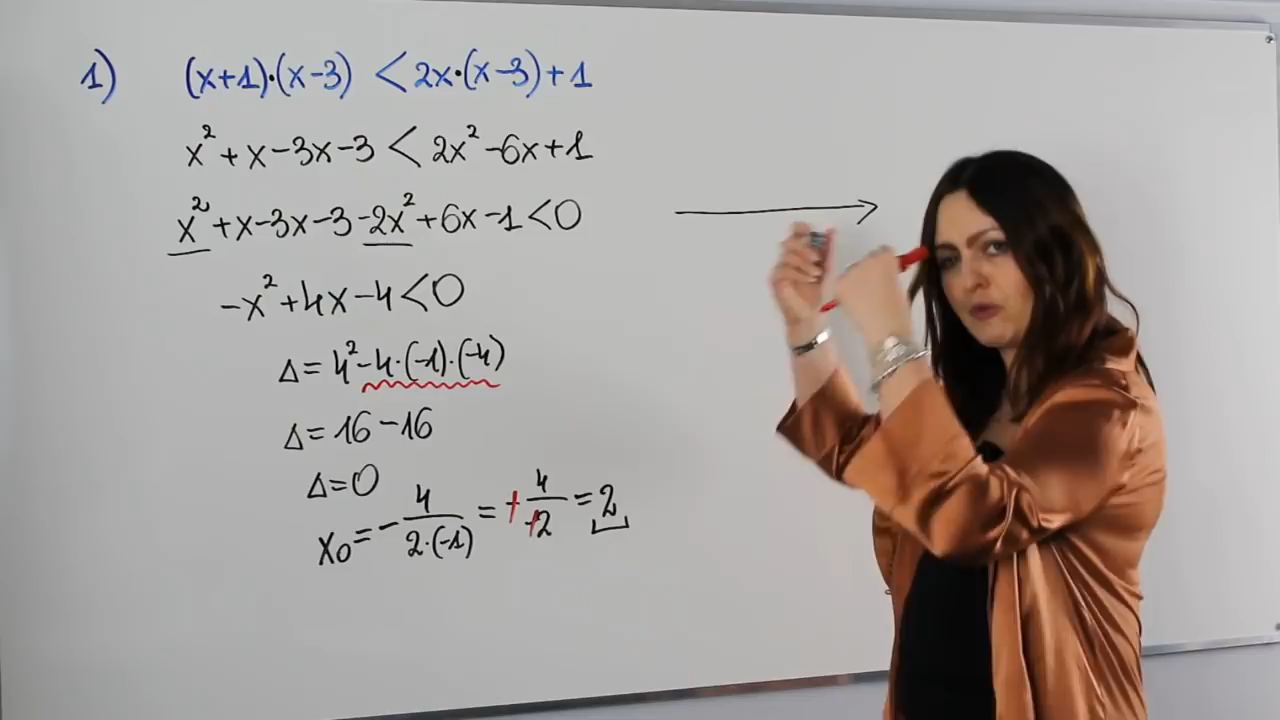 1) (x+1)·(x-3) < 2x·(x-3)+1
x² + x - 3x - 3 < 2x² - 6x + 1
x² + x - 3x - 3 - 2x² + 6x - 1 < 0
-x² + 4x - 4 < 0
Δ = 4² - 4·(-1)·(-4)
Δ = 16 - 16
Δ = 0
x₀ = - 4/(2·(-1)) = + 4/+2 = 2